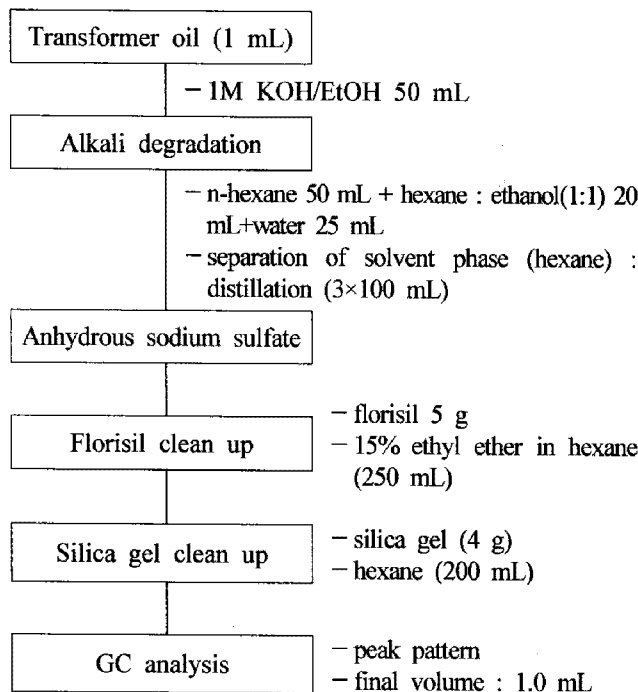 Transformer oil (1 mL)
− 1M KOH/EtOH 50 mL
Alkali degradation
− n-hexane 50 mL + hexane : ethanol(1:1) 20
mL+water 25 mL
− separation of solvent phase (hexane) :
distillation (3×100 mL)
Anhydrous sodium sulfate
Florisil clean up
− florisil 5 g
− 15% ethyl ether in hexane
(250 mL)
Silica gel clean up
− silica gel (4 g)
− hexane (200 mL)
GC analysis
− peak pattern
− final volume : 1.0 mL